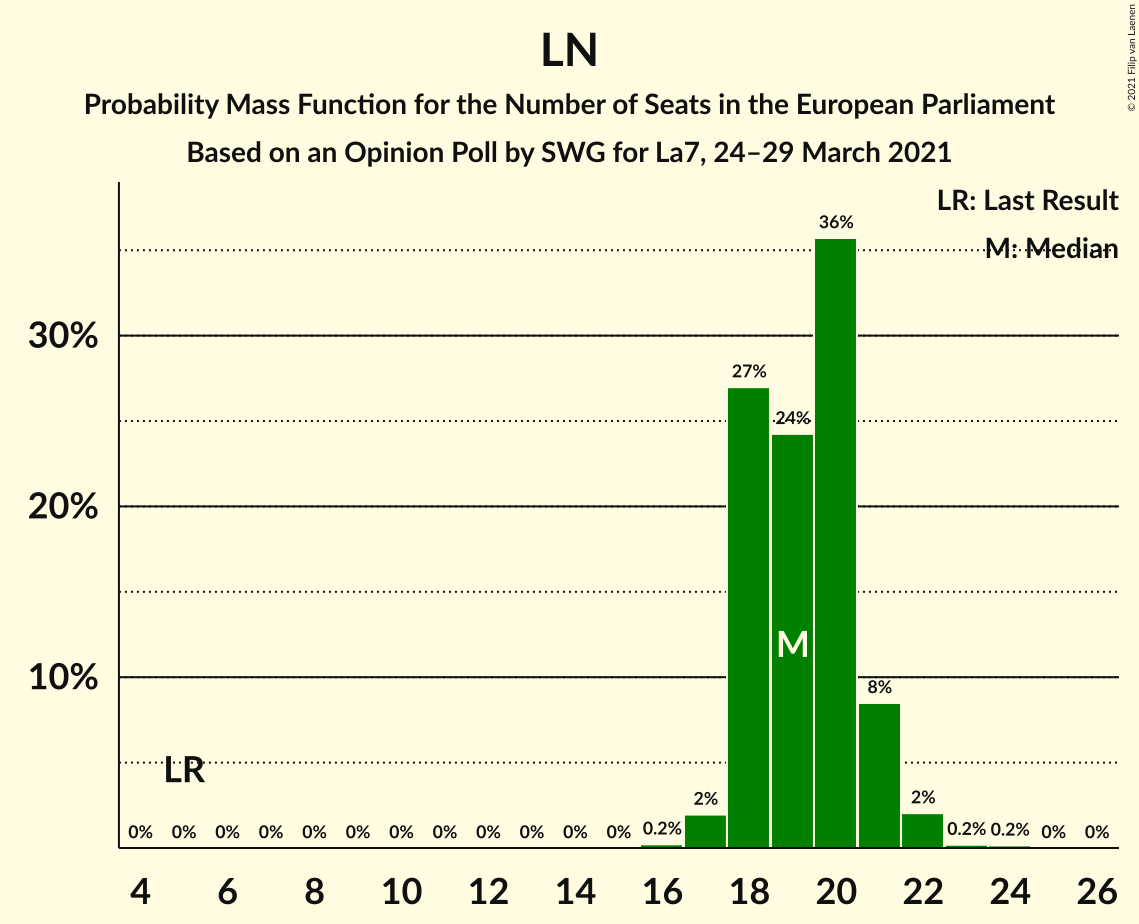 LN
Probability Mass Function for the Number of Seats in the European Parliament
Based on an Opinion Poll by SWG for La7, 24–29 March 2021
© 2021 Filip van Laenen
LR: Last Result
M: Median
36%
30%
27%
24%
20%
M
10%
8%
LR
0% 0% 0% 0% 0% 0% 0% 0% 0% 0% 0% 0% 0.2% 2% 2% 0.2% 0.2% 0% 0%
4 6 8 10 12 14 16 18 20 22 24 26